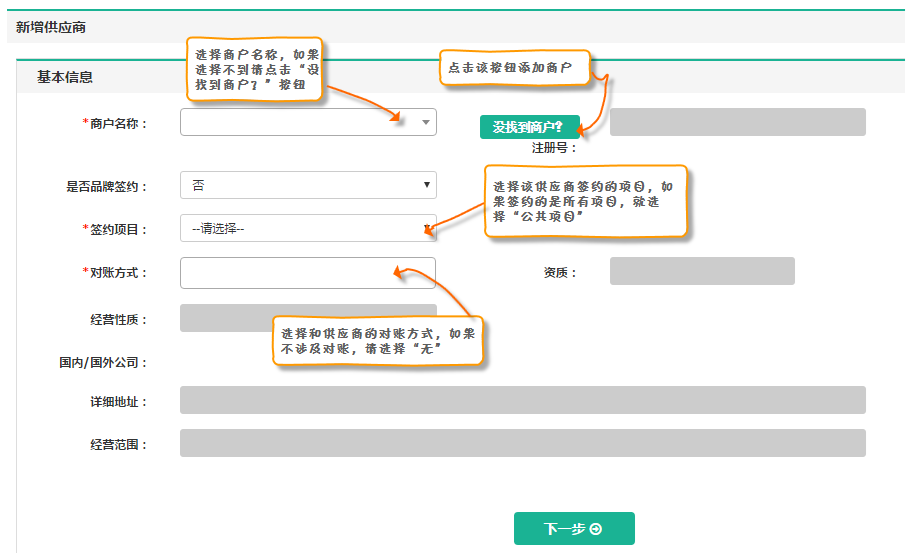 新增供应商
基本信息
选择商户名称，如果
选择不到请点击“没
找到商户？”按钮
点击该按钮添加商户
*商户名称：
没找到商户?
注册号：
是否品牌签约：
否
选择该供应商签约的项目，如
果签约的是所有项目，就选
择“公共项目”
*签约项目：
--请选择--
*对账方式：
资质：
经营性质：
选择和供应商的对账方式，如果
不涉及对账，请选择“无”
国内/国外公司：
详细地址：
经营范围：
下一步